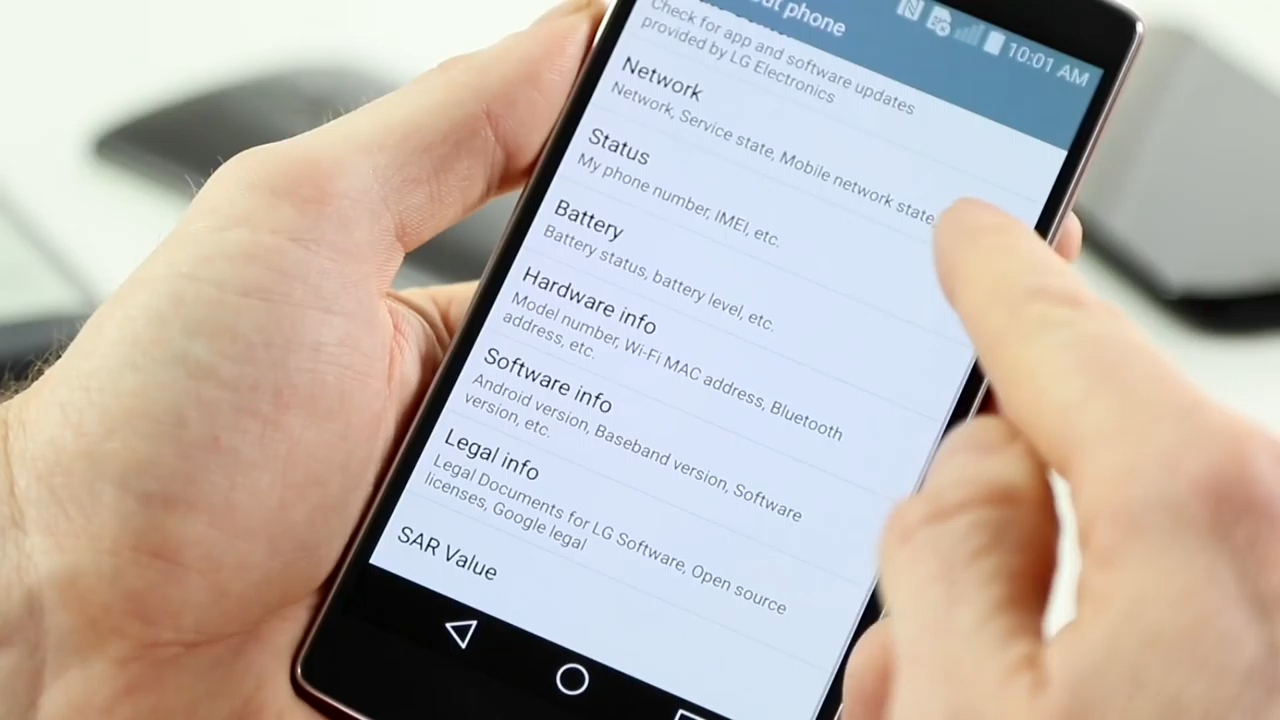 out phone
10:01 AM
Check for app and software updates
provided by LG Electronics
Network
Network, Service state, Mobile network state,
Status
My phone number, IMEI, etc.
Battery
Battery status, battery level, etc.
Hardware info
Model number, Wi-Fi MAC address, Bluetooth
address, etc.
Software info
Android version, Baseband version, Software
version, etc.
Legal info
Legal Documents for LG Software, Open source
licenses, Google legal
SAR Value